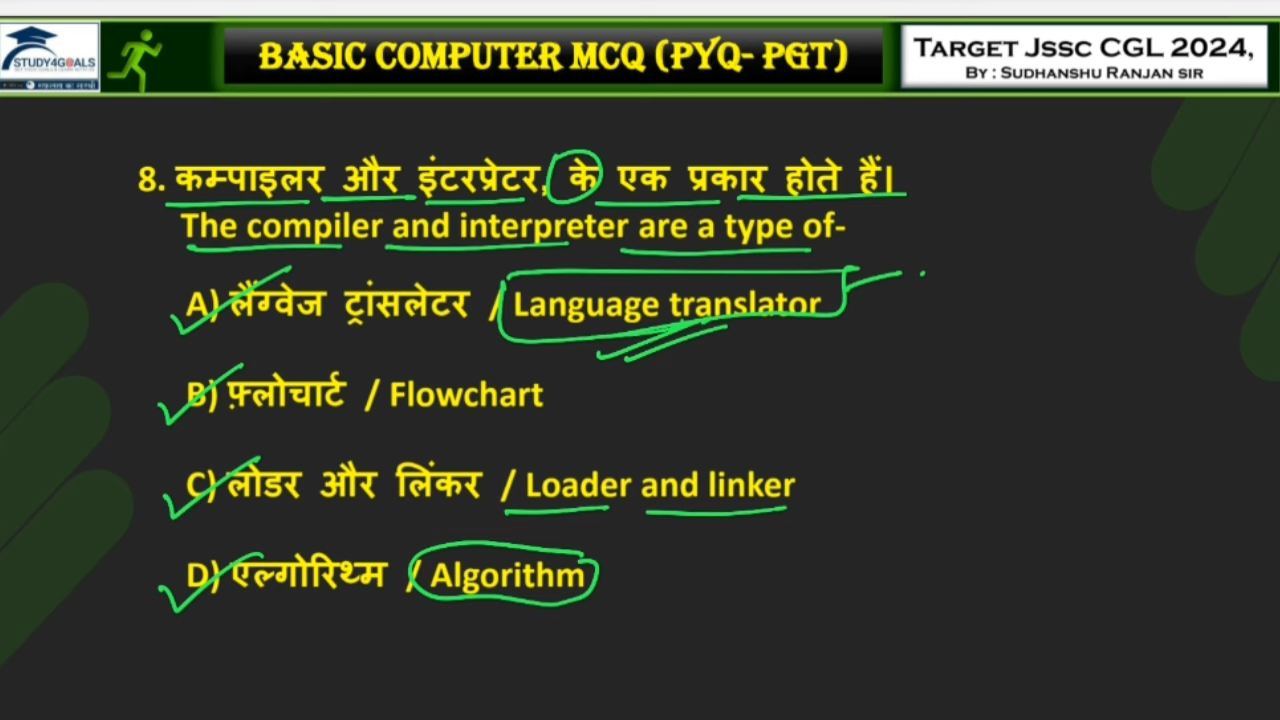 STUDY4GOALS
BASIC COMPUTER MCQ (PYQ- PGT)
TARGET JSSC CGL 2024,
BY : SUDHANSHU RANJAN SIR
8. कम्पाइलर और इंटरप्रेटर, के एक प्रकार होते हैं।
The compiler and interpreter are a type of-
A) लैंग्वेज ट्रांसलेटर / Language translator
B) फ़्लोचार्ट / Flowchart
C) लोडर और लिंकर / Loader and linker
D) एल्गोरिथ्म / Algorithm